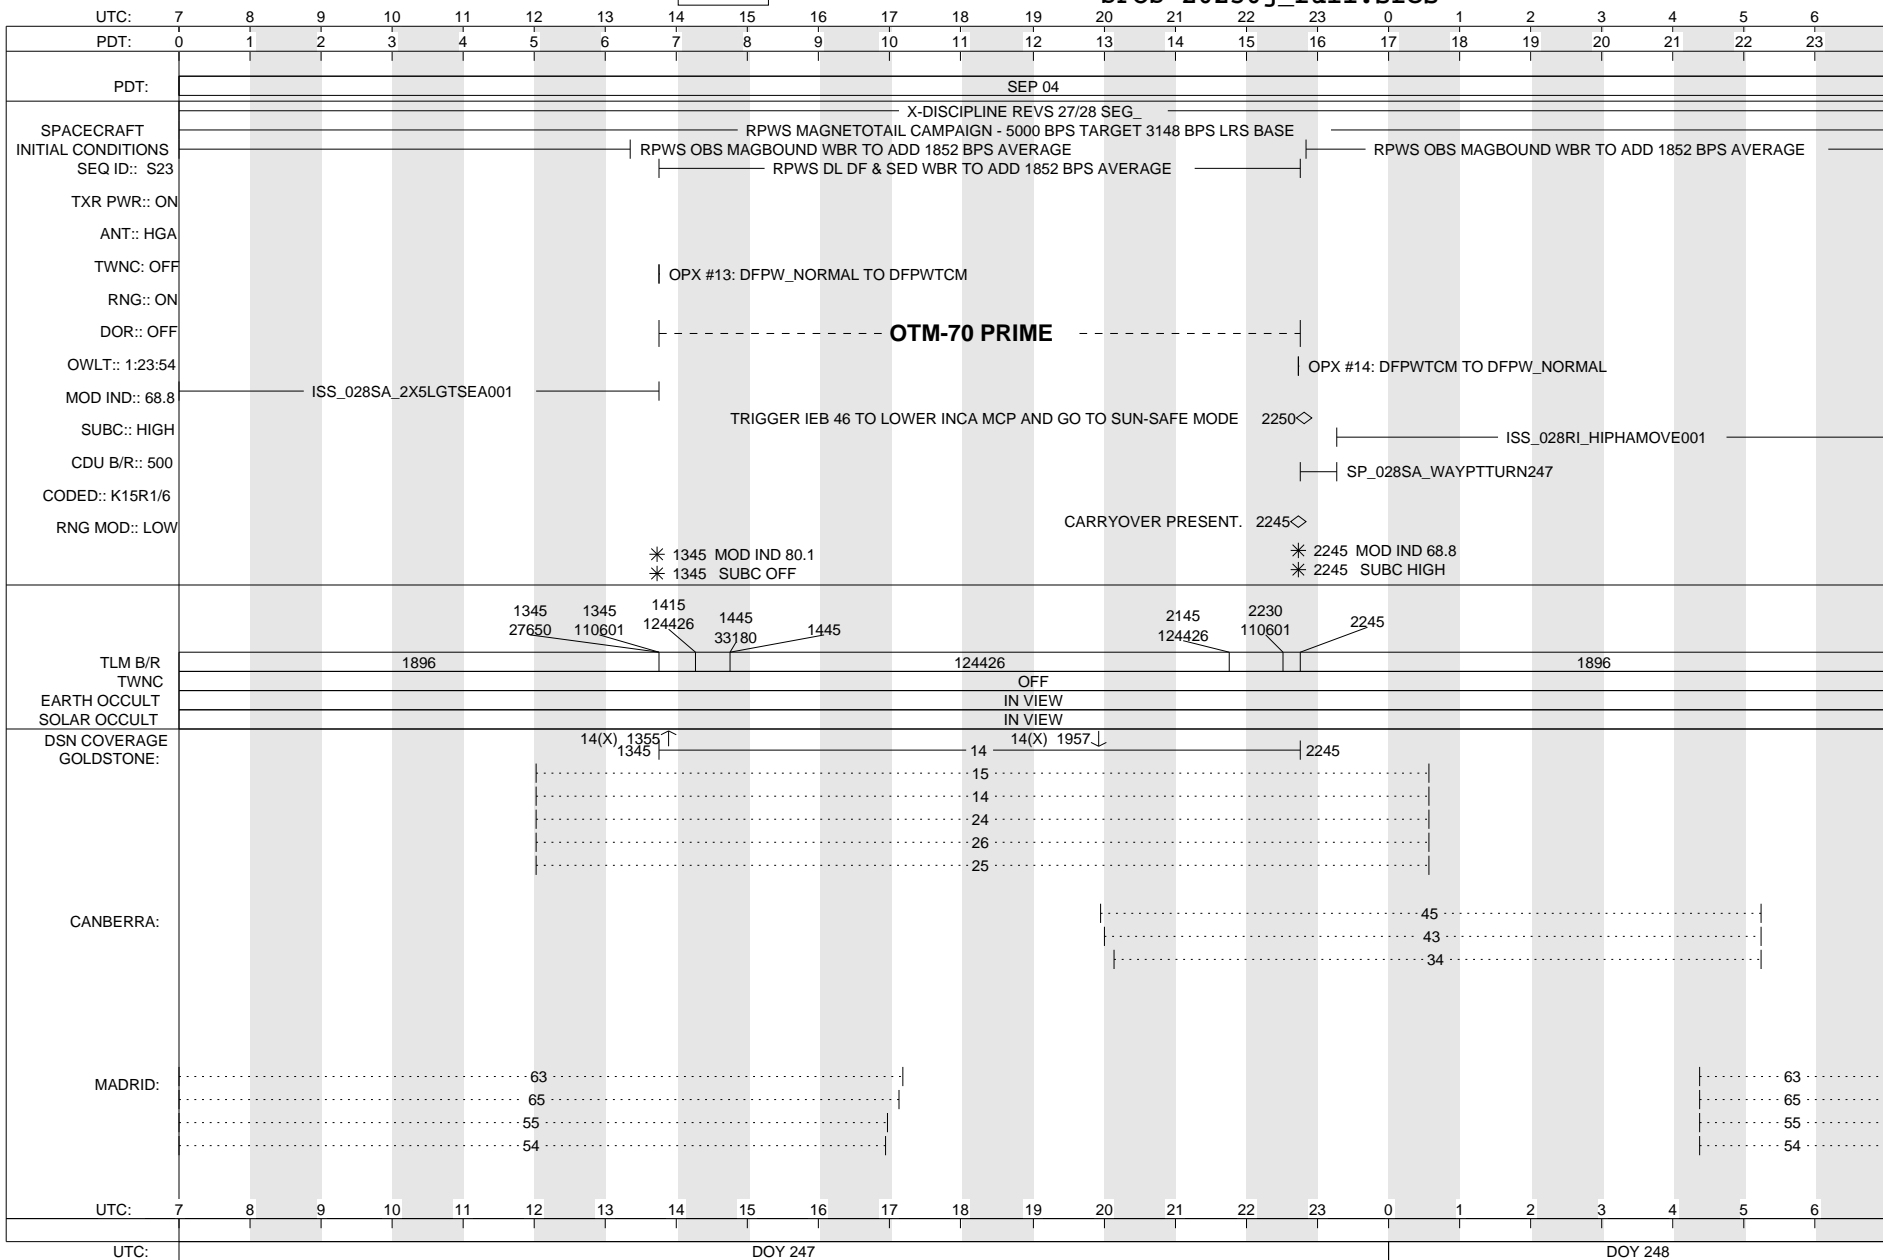 UTC: 7 8 9 10 11 12 13 14 15 16 17 18 19 20 21 22 23 0 1 2 3 4 5 6
PDT: 0 1 2 3 4 5 6 7 8 9 10 11 12 13 14 15 16 17 18 19 20 21 22 23
PDT: SEP 04
X-DISCIPLINE REVS 27/28 SEG_
SPACECRAFT RPWS MAGNETOTAIL CAMPAIGN - 5000 BPS TARGET 3148 BPS LRS BASE
INITIAL CONDITIONS RPWS OBS MAGBOUND WBR TO ADD 1852 BPS AVERAGE RPWS OBS MAGBOUND WBR TO ADD 1852 BPS AVERAGE
SEQ ID:: S23 RPWS DL DF & SED WBR TO ADD 1852 BPS AVERAGE
TXR PWR:: ON
ANT:: HGA
TWNC: OFF OPX #13: DFPW_NORMAL TO DFPWTCM
RNG:: ON
DOR:: OFF OTM-70 PRIME
OWLT:: 1:23:54 OPX #14: DFPWTCM TO DFPW_NORMAL
MOD IND:: 68.8 ISS_028SA_2X5LGTSEA001
TRIGGER IEB 46 TO LOWER INCA MCP AND GO TO SUN-SAFE MODE 2250
SUBC:: HIGH ISS_028RI_HIPHAMOVE001
CDU B/R:: 500 SP_028SA_WAYPTTURN247
CODED:: K15R1/6
RNG MOD:: LOW CARRYOVER PRESENT. 2245
1345 MOD IND 80.1 2245 MOD IND 68.8
1345 SUBC OFF 2245 SUBC HIGH
1345 1345 1415 1445 1445 2145 2230 2245
27650 110601 124426 33180 124426 110601
TLM B/R 1896 124426 1896
TWNC OFF
EARTH OCCULT IN VIEW
SOLAR OCCULT IN VIEW
DSN COVERAGE 14(X) 1355 14(X) 1957
GOLDSTONE: 1345 14 2245
15
14
24
26
25
CANBERRA: 45
43
34
MADRID: 63 63
65 65
55 55
54 54
UTC: 7 8 9 10 11 12 13 14 15 16 17 18 19 20 21 22 23 0 1 2 3 4 5 6
UTC: DOY 247 DOY 248